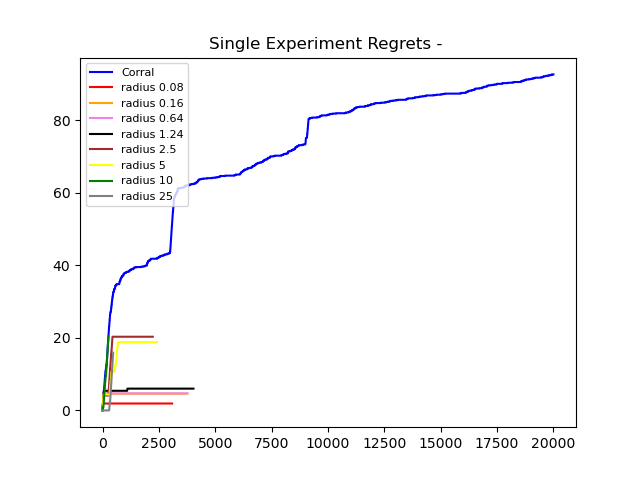 Single Experiment Regrets -
Corral
radius 0.08
radius 0.16
radius 0.64
radius 1.24
radius 2.5
radius 5
radius 10
radius 25
80
60
40
20
0
0 2500 5000 7500 10000 12500 15000 17500 20000